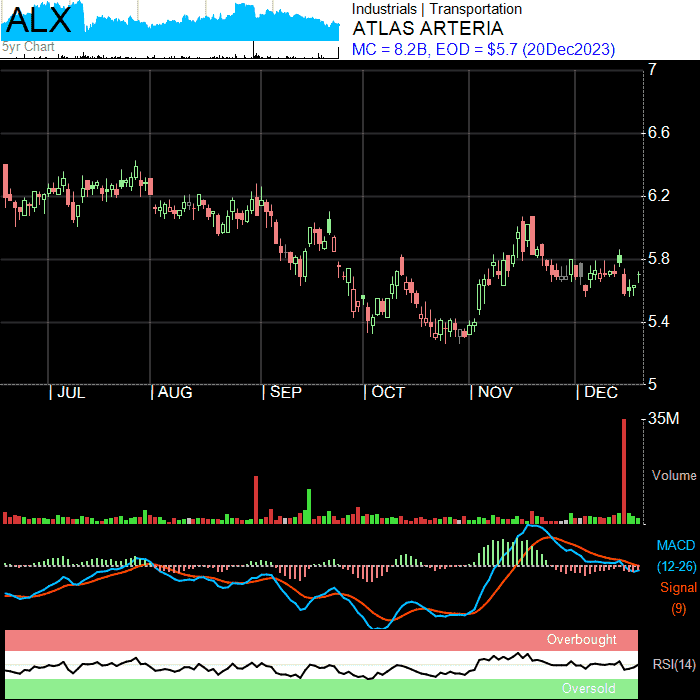 ALX
5yr Chart
Industrials | Transportation
ATLAS ARTERIA
MC = 8.2B, EOD = $5.7 (20Dec2023)
7
6.6
6.2
5.8
5.4
5
| JUL | AUG | SEP | OCT | NOV | DEC
35M
Volume
MACD
(12-26)
Signal
(9)
Overbought
RSI(14)
Oversold